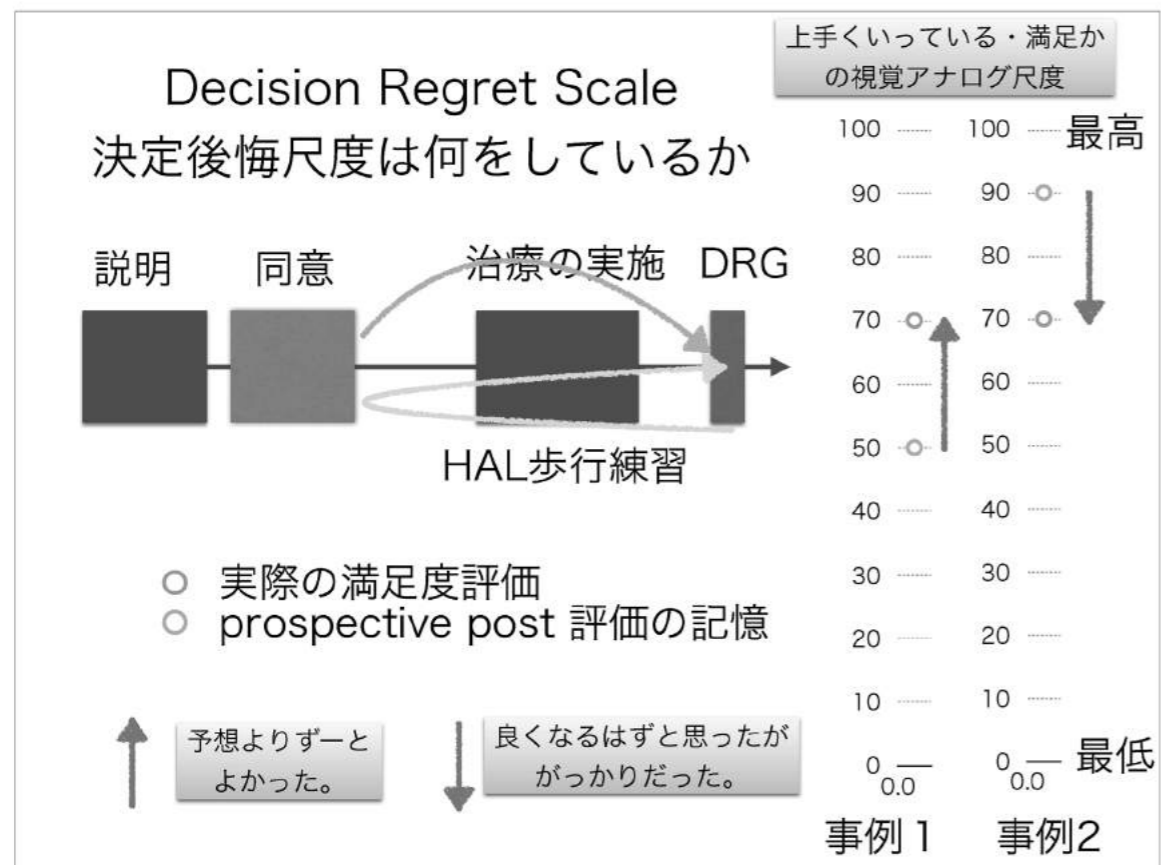 Decision Regret Scale
決定後悔尺度は何をしているか
上手くいっている・満足か
の視覚アナログ尺度
説明
同意
治療の実施
DRG
HAL歩行練習
実際の満足度評価
prospective post 評価の記憶
予想よりずーと
よかった。
良くなるはずと思ったが
がっかりだった。
100
90
80
70
60
50
40
30
20
10
0
0.0
事例１
100
90
80
70
60
50
40
30
20
10
0
0.0
事例2
最高
最低